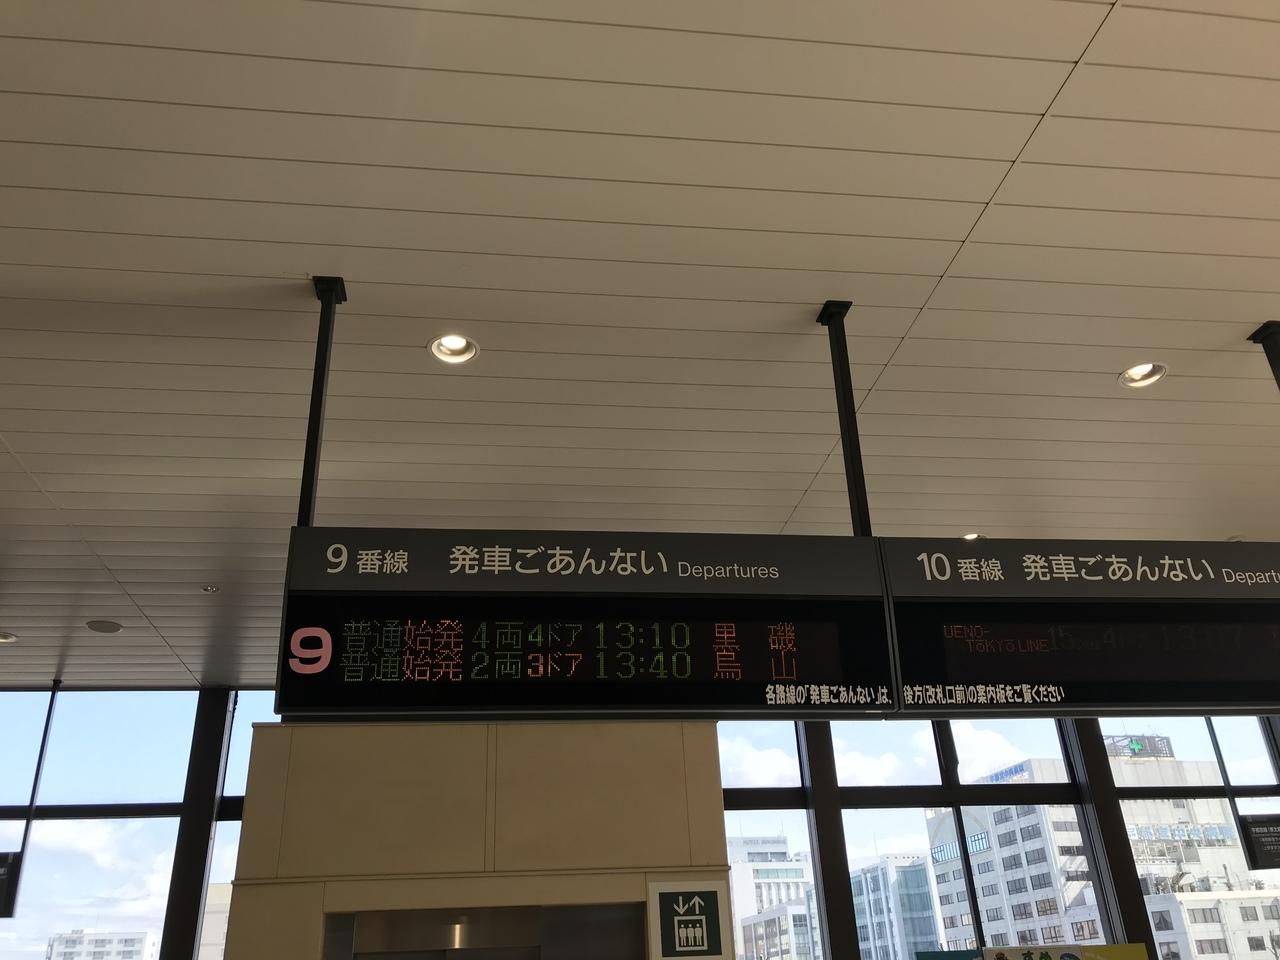 9 番線 発車ごあんない Departures
9
普通 始発 4両 4ドア 13:10 黒磯
普通 始発 2両 3ドア 13:40 烏山
10 番線 発車ごあんない
UENO-
TOKYO LINE
各路線の「発車ごあんない」は、後方(改札口前)の案内板をご覧ください